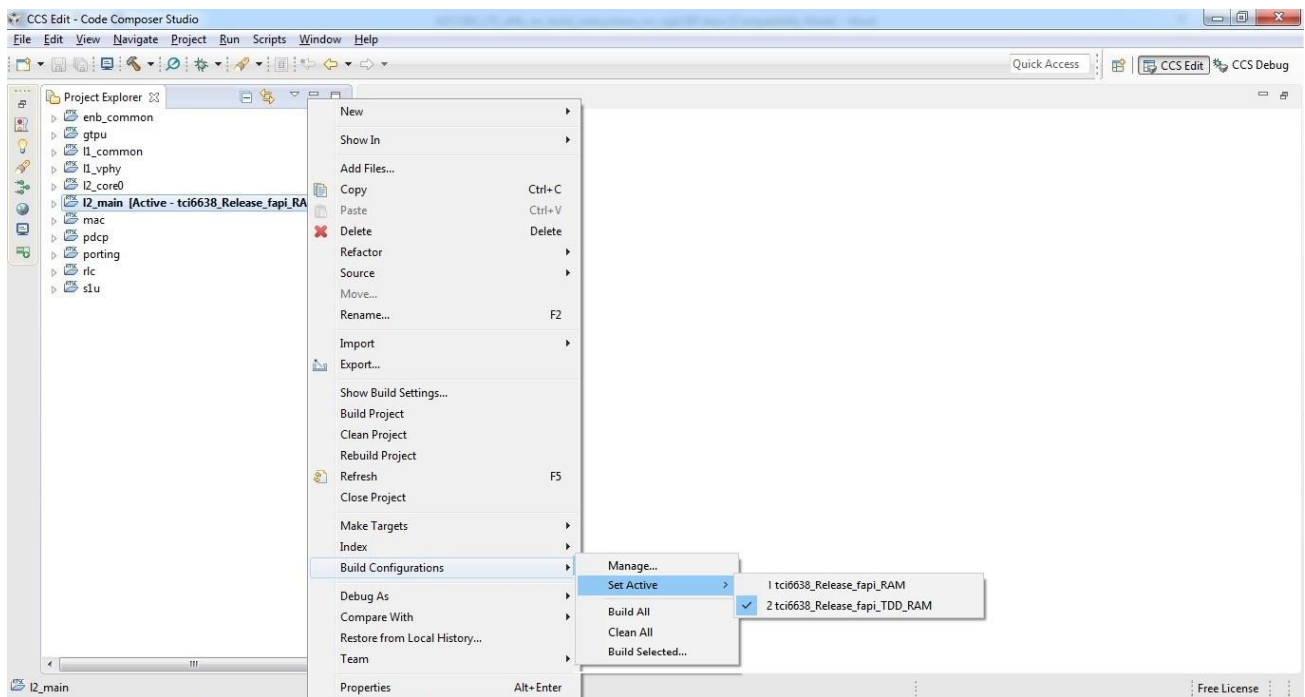 CCS Edit - Code Composer Studio
File Edit View Navigate Project Run Scripts Window Help
Quick Access CCS Edit CCS Debug
Project Explorer
enb_common
gtpu
l1_common
l1_vphy
l2_core0
l2_main [Active - tci6638_Release_fapi_RA
mac
pdcp
porting
rlc
s1u
New
Show In
Add Files...
Copy Ctrl+C
Paste Ctrl+V
Delete Delete
Refactor
Source
Move...
Rename... F2
Import
Export...
Show Build Settings...
Build Project
Clean Project
Rebuild Project
Refresh F5
Close Project
Make Targets
Index
Build Configurations
Debug As
Compare With
Restore from Local History...
Team
Properties Alt+Enter
Manage...
Set Active
Build All
Clean All
Build Selected...
1 tci6638_Release_fapi_RAM
2 tci6638_Release_fapi_TDD_RAM
l2_main
Free License